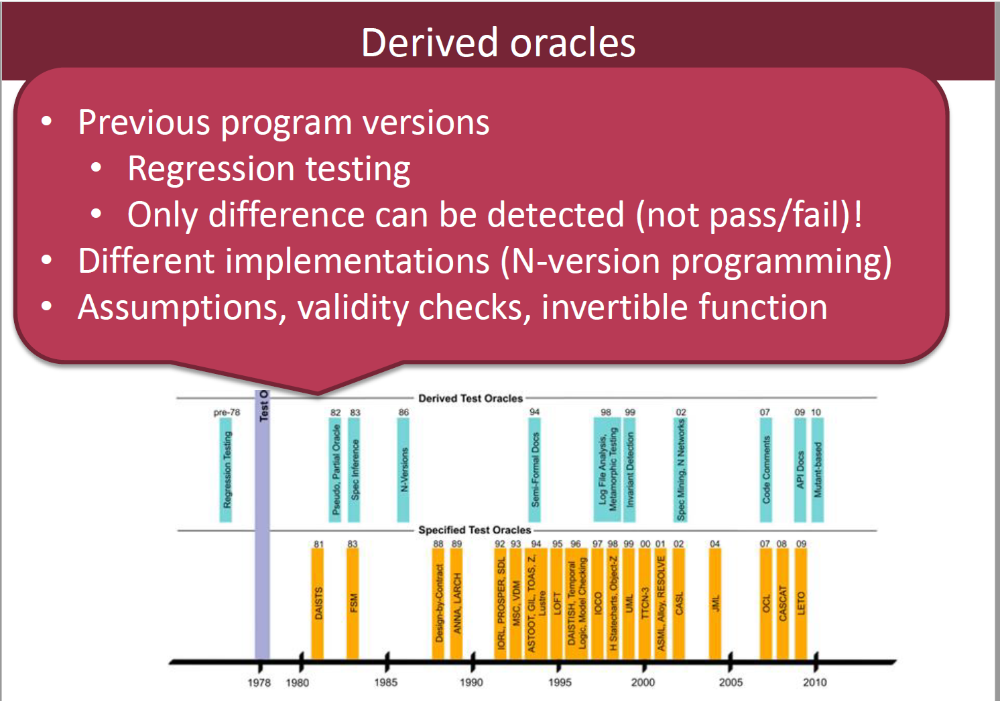 Derived oracles
• Previous program versions
• Regression testing
• Only difference can be detected (not pass/fail)!
• Different implementations (N-version programming)
• Assumptions, validity checks, invertible function
Test O
Derived Test Oracles
pre-78
82
83
86
94
98
99
02
07
09
10
Regression Testing
Pseudo, Partial Oracle
Spec Inference
N-Versions
Semi-Formal Docs
Log File Analysis,
Metamorphic Testing
Invariant Detection
Spec Mining, N Networks
Code Comments
API Docs
Mutant-based
Specified Test Oracles
81
83
88
89
92
93
94
95
96
97
98
99
00
01
02
04
07
08
09
DAISTS
FSM
Design-by-Contract
ANNA, LARCH
IORL, PROSPER, SDL
MSC, VDM
ASTOOT, GIL, TOAS, Z,
Lustre
LOFT
DAISTISH, Temporal
Logic, Model Checking
IOCO
H Statecharts, Object-Z
UML
TTCN-3
ASML, Alloy, RESOLVE
CASL
JML
OCL
CASCAT
LETO
1978
1980
1985
1990
1995
2000
2005
2010